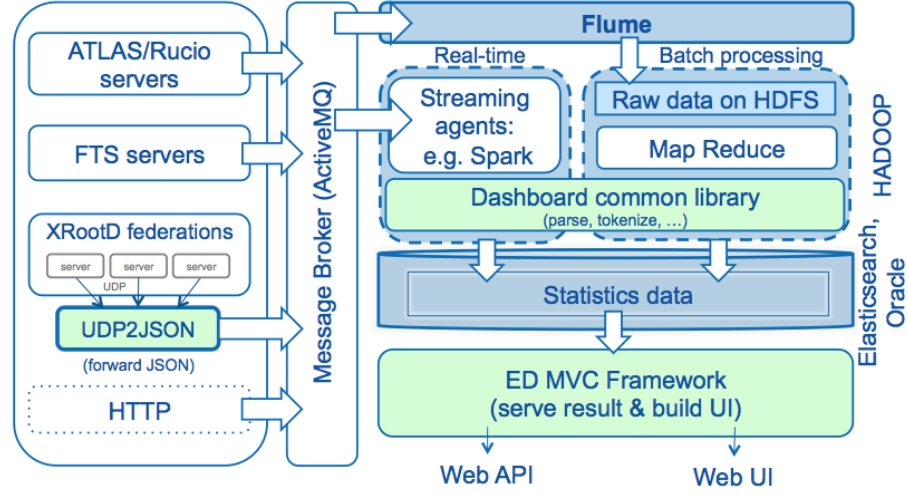 ATLAS/Rucio
servers
FTS servers
XRootD federations
server
server
server
UDP
UDP2JSON
(forward JSON)
HTTP
Message Broker (ActiveMQ)
Flume
Real-time
Batch processing
Streaming
agents:
e.g. Spark
Raw data on HDFS
Map Reduce
Dashboard common library
(parse, tokenize, ...)
HADOOP
Statistics data
Elasticsearch,
Oracle
ED MVC Framework
(serve result & build UI)
Web API
Web UI